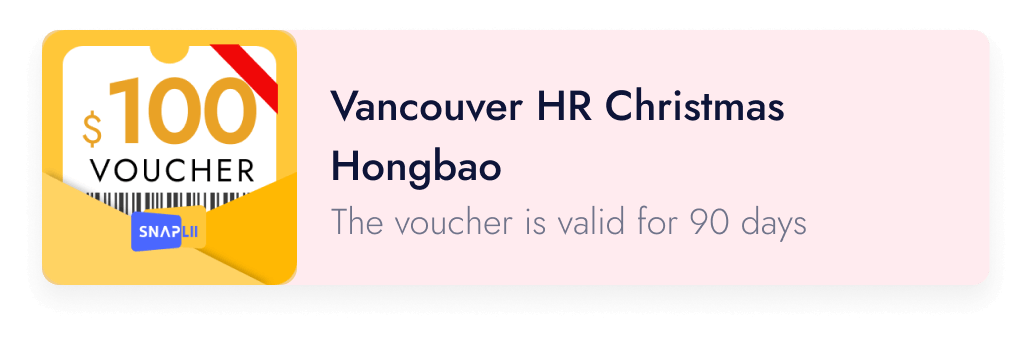 $100
VOUCHER
SNAPLII
Vancouver HR Christmas
Hongbao
The voucher is valid for 90 days